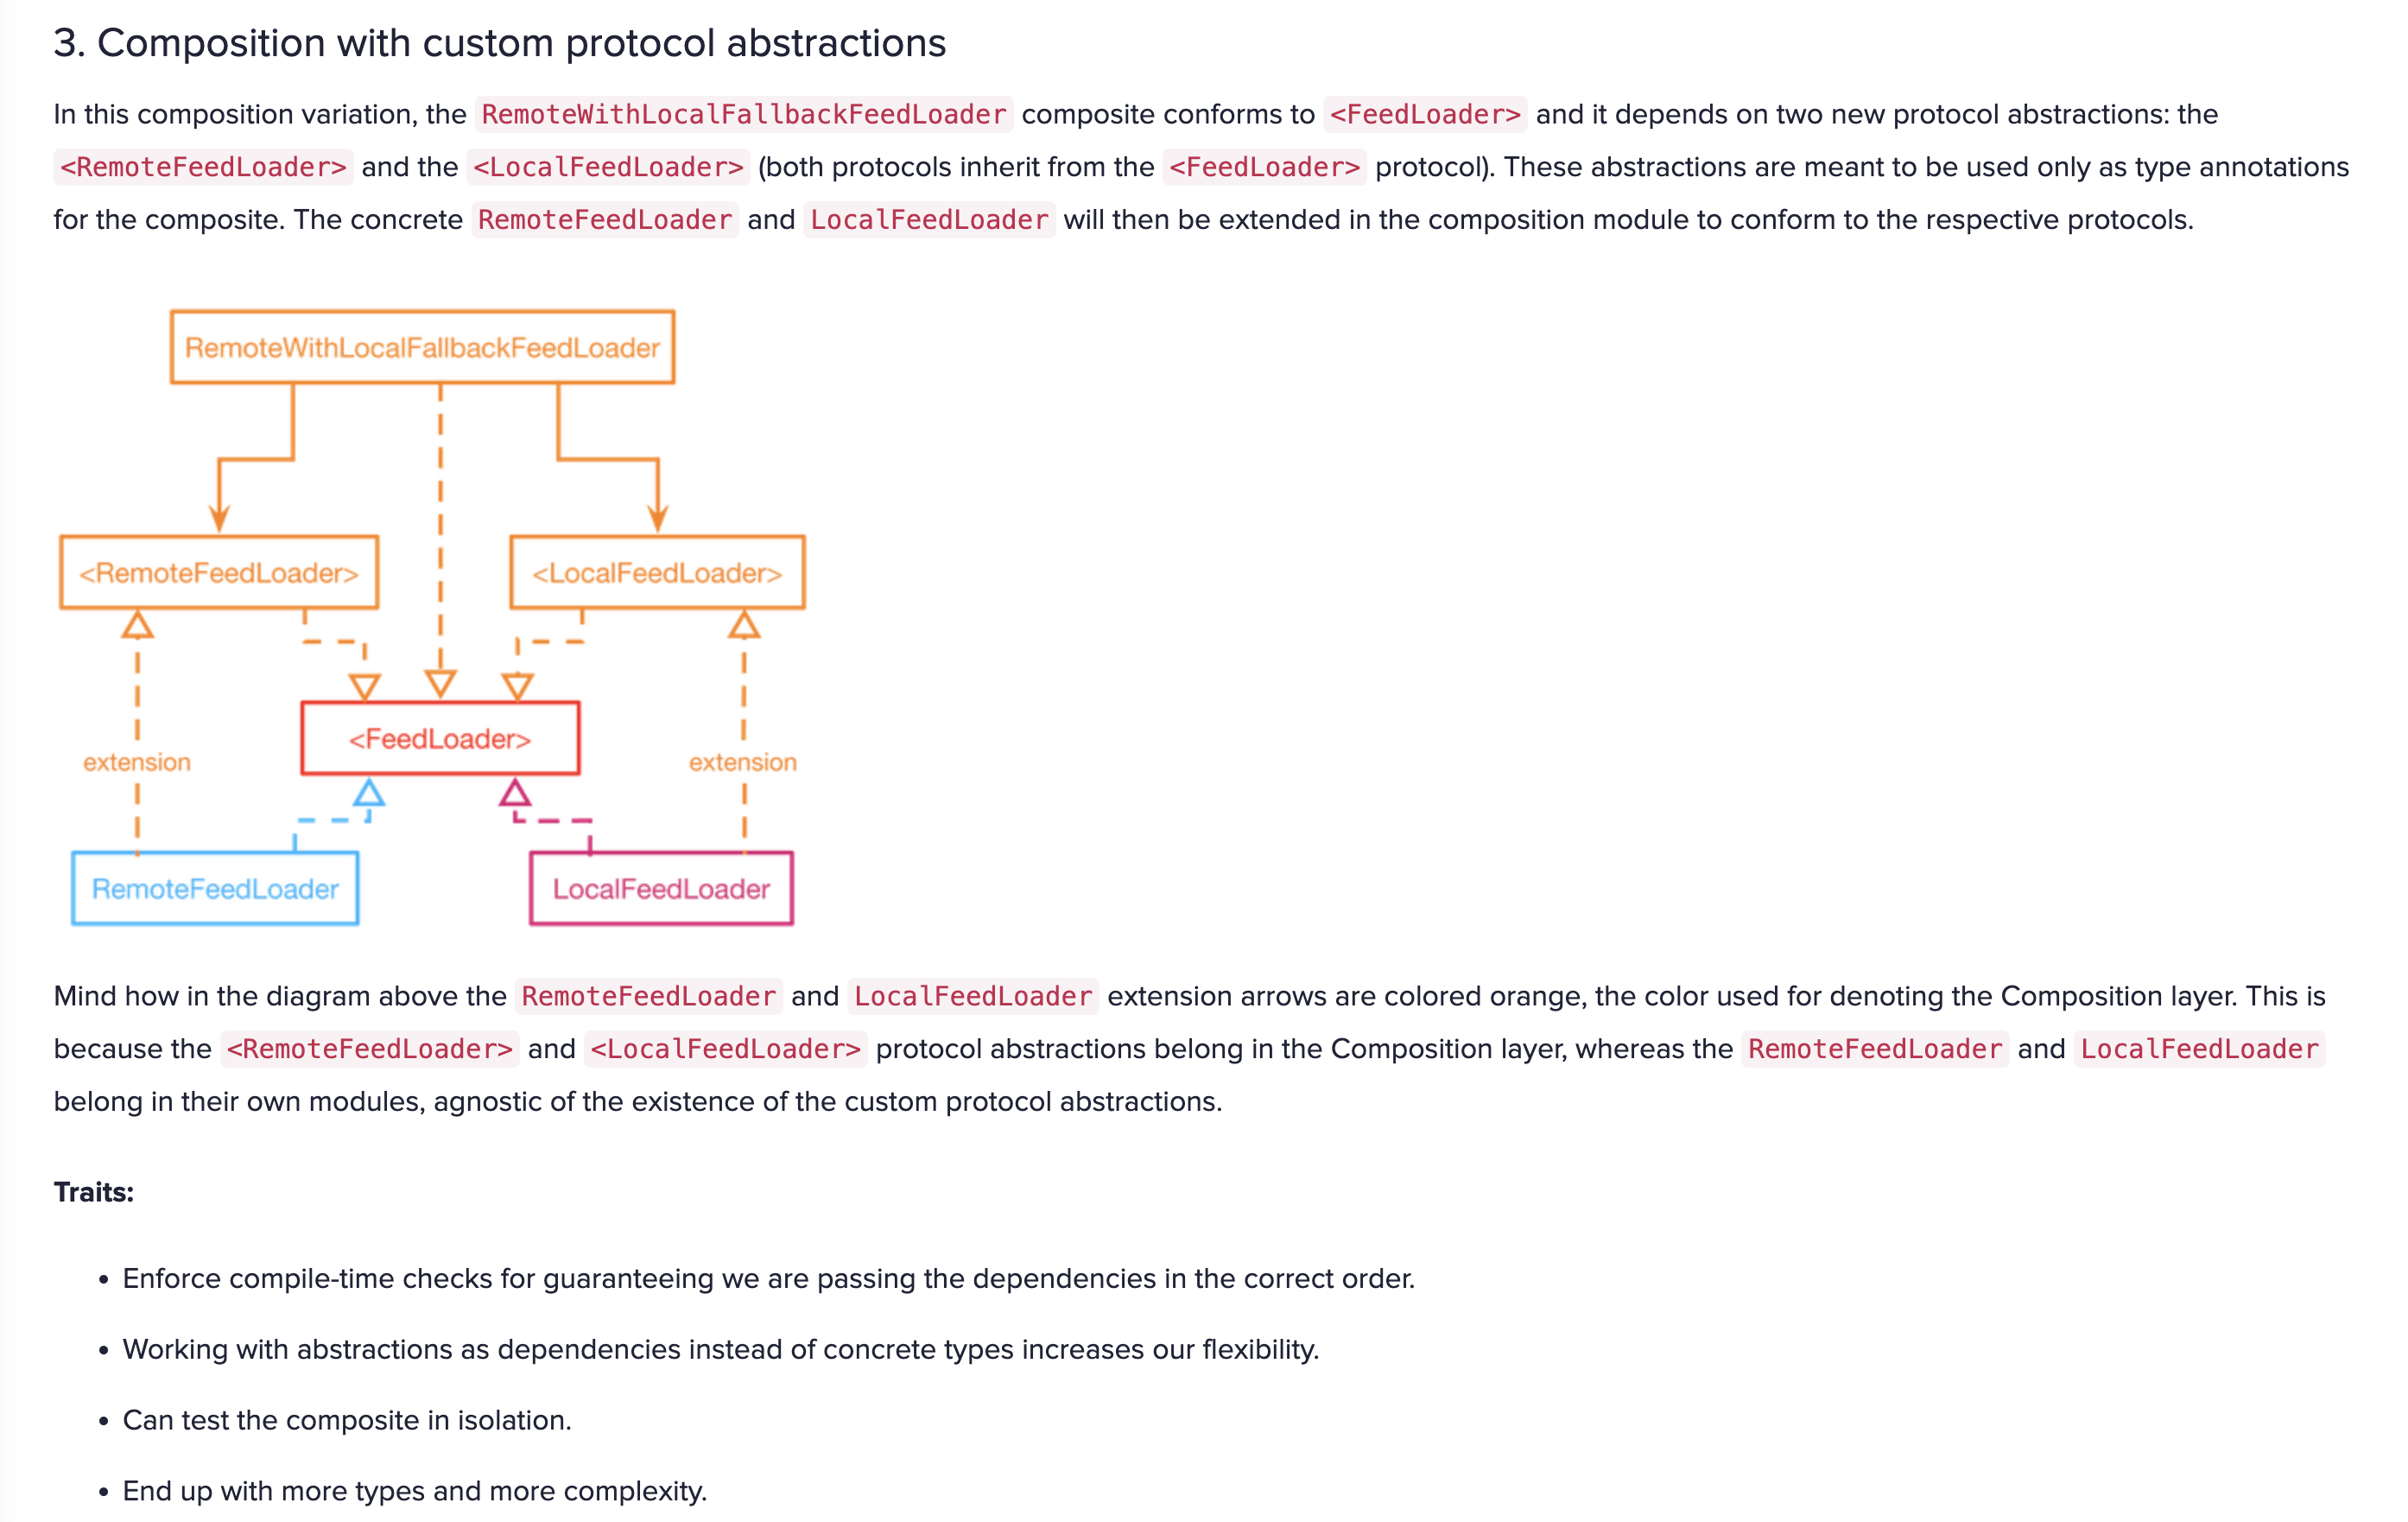 3. Composition with custom protocol abstractions
In this composition variation, the RemoteWithLocalFallbackFeedLoader composite conforms to <FeedLoader> and it depends on two new protocol abstractions: the
<RemoteFeedLoader> and the <LocalFeedLoader> (both protocols inherit from the <FeedLoader> protocol). These abstractions are meant to be used only as type annotations
for the composite. The concrete RemoteFeedLoader and LocalFeedLoader will then be extended in the composition module to conform to the respective protocols.
RemoteWithLocalFallbackFeedLoader
<RemoteFeedLoader> <LocalFeedLoader>
<FeedLoader>
extension extension
RemoteFeedLoader LocalFeedLoader
Mind how in the diagram above the RemoteFeedLoader and LocalFeedLoader extension arrows are colored orange, the color used for denoting the Composition layer. This is
because the <RemoteFeedLoader> and <LocalFeedLoader> protocol abstractions belong in the Composition layer, whereas the RemoteFeedLoader and LocalFeedLoader
belong in their own modules, agnostic of the existence of the custom protocol abstractions.
Traits:
• Enforce compile-time checks for guaranteeing we are passing the dependencies in the correct order.
• Working with abstractions as dependencies instead of concrete types increases our flexibility.
• Can test the composite in isolation.
• End up with more types and more complexity.